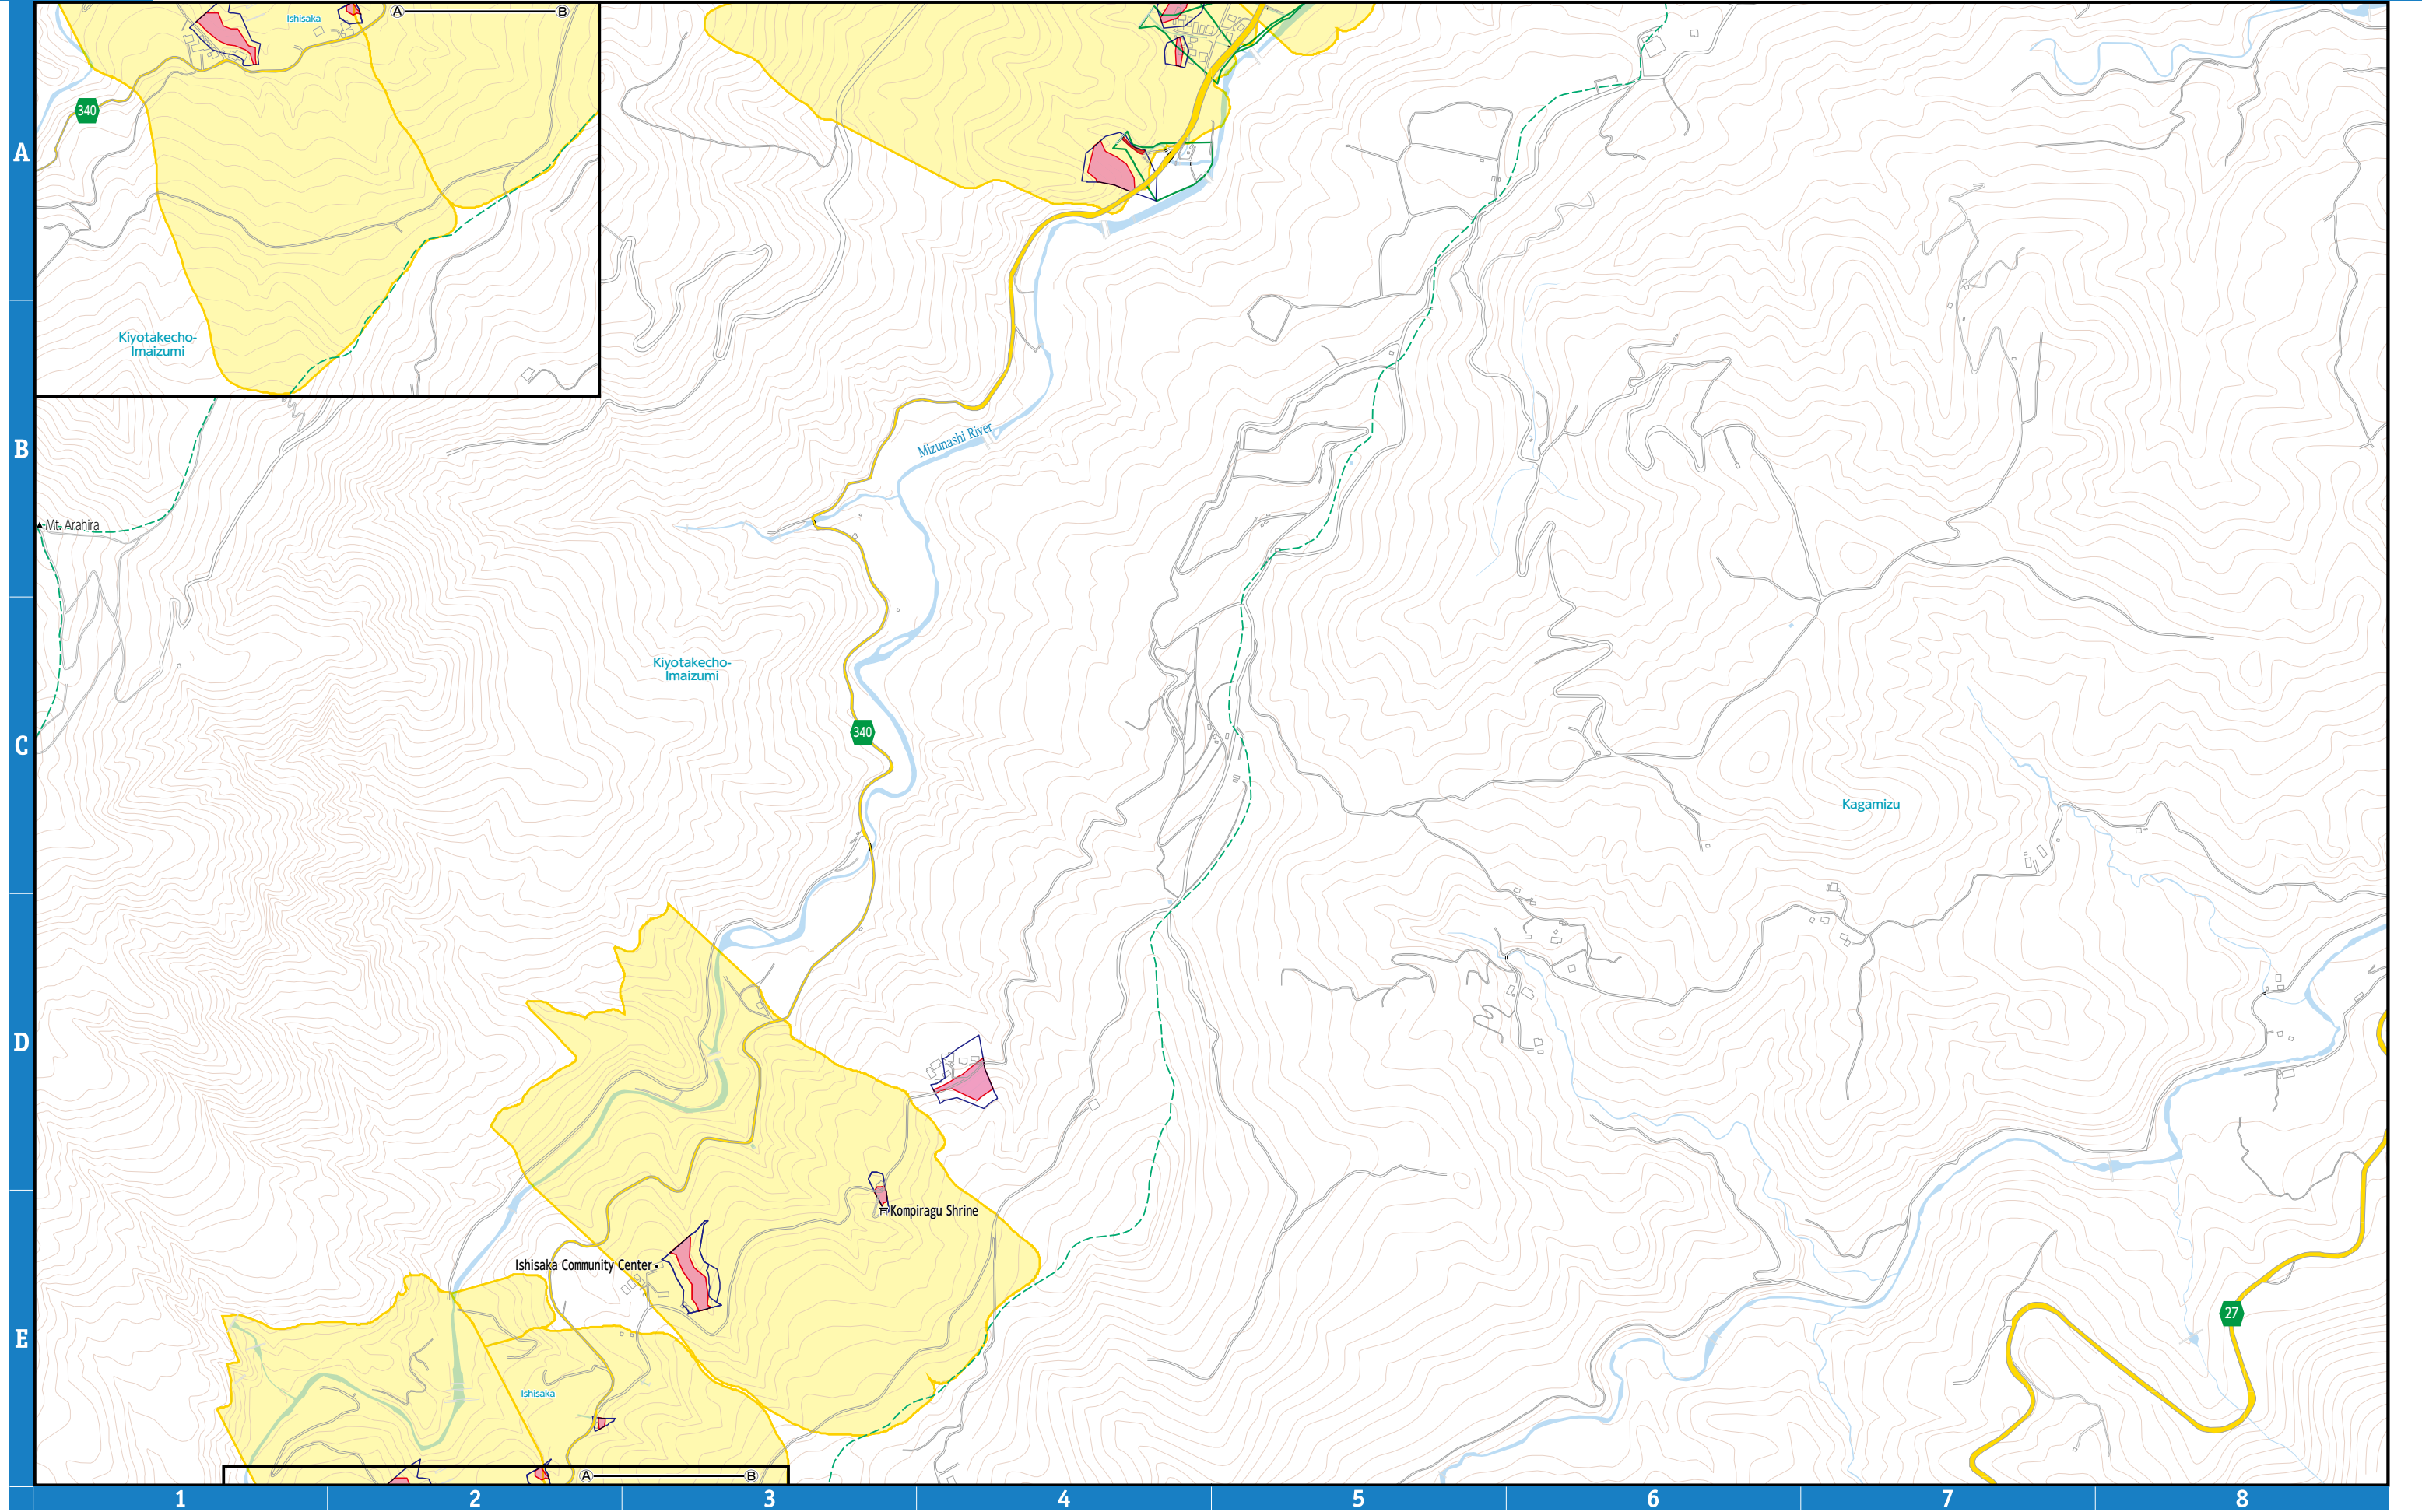 Ishisaka
A
B
340
A
Kiyotakecho-
Imaizumi
B
Mizunashi River
Mt. Arahira
Kiyotakecho-
Imaizumi
340
C
Kagamizu
D
Kompiragu Shrine
Ishisaka Community Center
27
E
Ishisaka
A
B
1
2
3
4
5
6
7
8